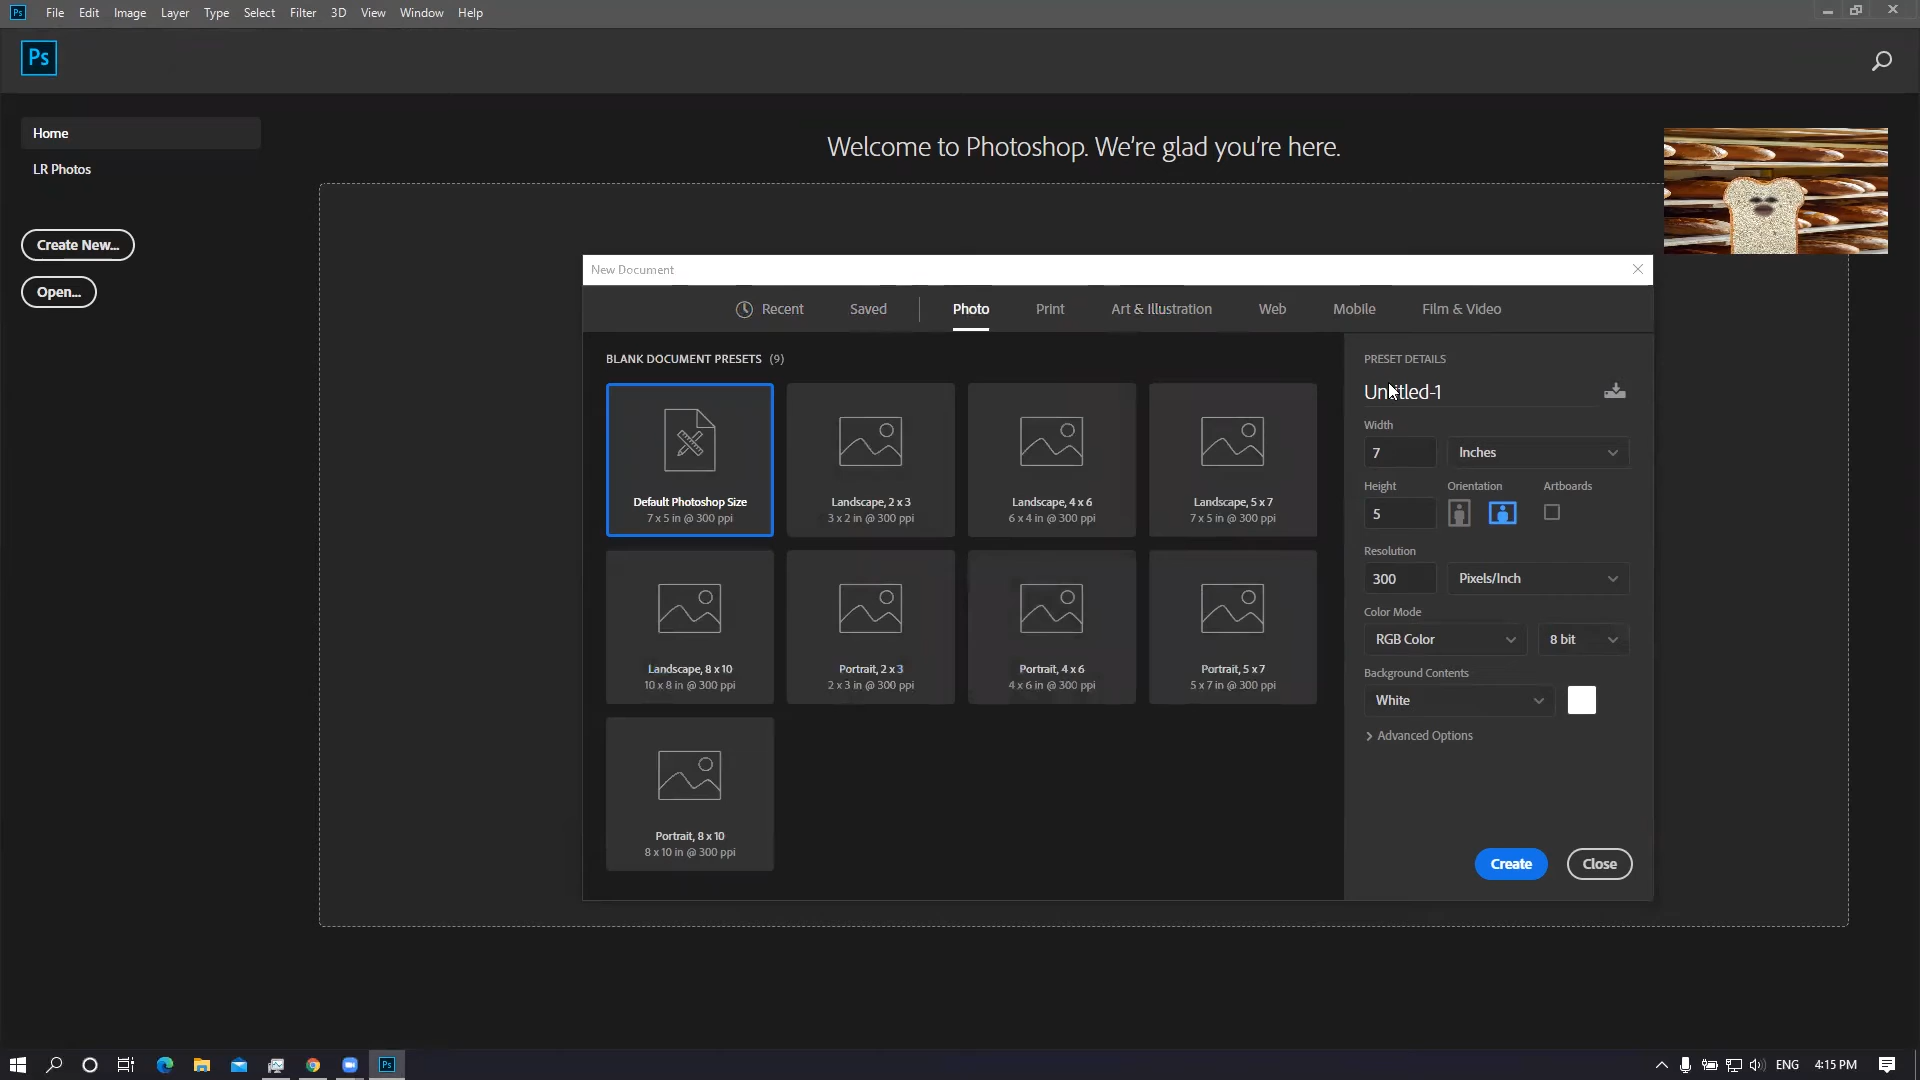 Ps File Edit Image Layer Type Select Filter 3D View Window Help
Ps
Home
LR Photos
Create New...
Open...
Welcome to Photoshop. We're glad you're here.
New Document
Recent Saved Photo Print Art & Illustration Web Mobile Film & Video
BLANK DOCUMENT PRESETS (9)
Default Photoshop Size
7 x 5 in @ 300 ppi
Landscape, 2 x 3
3 x 2 in @ 300 ppi
Landscape, 4 x 6
6 x 4 in @ 300 ppi
Landscape, 5 x 7
7 x 5 in @ 300 ppi
Landscape, 8 x 10
10 x 8 in @ 300 ppi
Portrait, 2 x 3
2 x 3 in @ 300 ppi
Portrait, 4 x 6
4 x 6 in @ 300 ppi
Portrait, 5 x 7
5 x 7 in @ 300 ppi
Portrait, 8 x 10
8 x 10 in @ 300 ppi
PRESET DETAILS
Untitled-1
Width
7 Inches
Height Orientation Artboards
5
Resolution
300 Pixels/Inch
Color Mode
RGB Color 8 bit
Background Contents
White
Advanced Options
Create Close
Ps ENG 4:15 PM